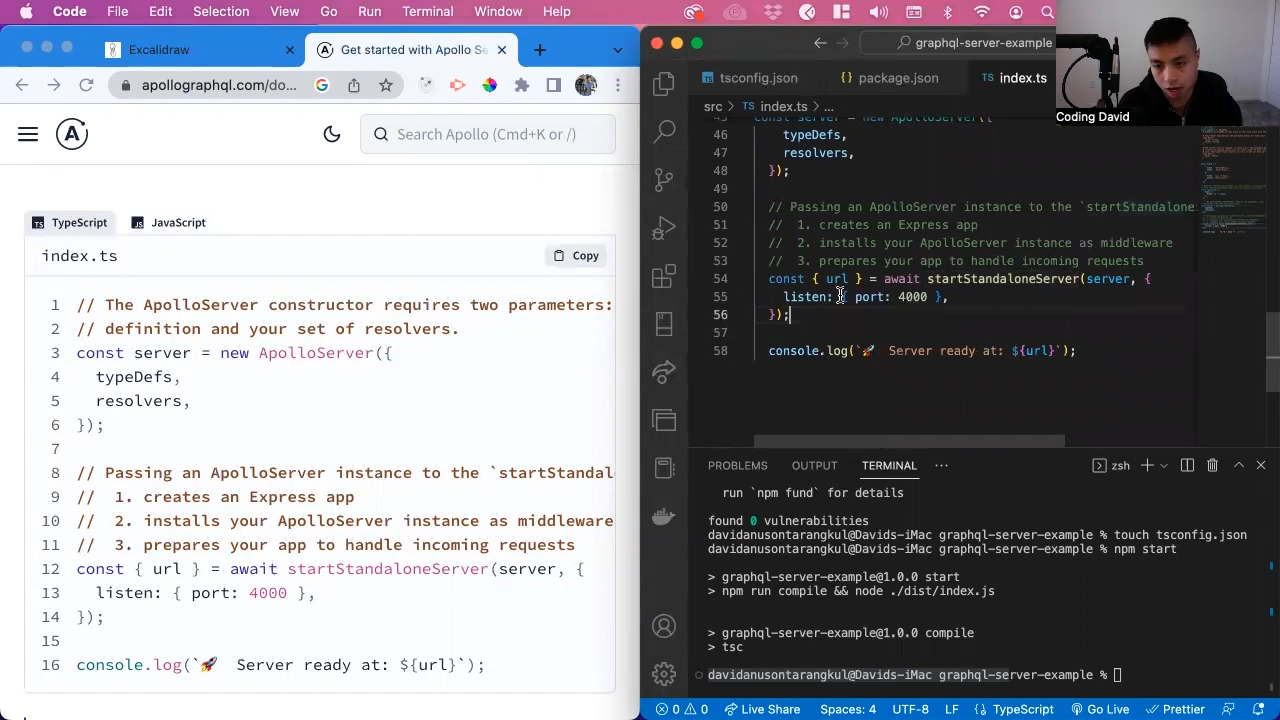 Code File Edit Selection View Go Run Terminal Window Help
Excalidraw
Get started with Apollo Se
graphql-server-example
apollographql.com/do...
tsconfig.json
package.json
TS index.ts
Coding David
src > TS index.ts > ...
A
Search Apollo (Cmd+K or /)
TS TypeScript
JS JavaScript
index.ts
Copy
1 // The ApolloServer constructor requires two parameters:
2 // definition and your set of resolvers.
3 const server = new ApolloServer({
4 typeDefs,
5 resolvers,
6 });
7
8 // Passing an ApolloServer instance to the `startStandal
9 // 1. creates an Express app
10 // 2. installs your ApolloServer instance as middleware
11 // 3. prepares your app to handle incoming requests
12 const { url } = await startStandaloneServer(server, {
13 listen: { port: 4000 },
14 });
15
16 console.log(`🚀 Server ready at: ${url}`);
45 const server = new ApolloServer({
46 typeDefs,
47 resolvers,
48 });
49
50 // Passing an ApolloServer instance to the `startStandalone
51 // 1. creates an Express app
52 // 2. installs your ApolloServer instance as middleware
53 // 3. prepares your app to handle incoming requests
54 const { url } = await startStandaloneServer(server, {
55 listen: { port: 4000 },
56 });
57
58 console.log(`🚀 Server ready at: ${url}`);
PROBLEMS OUTPUT TERMINAL ··· zsh
run `npm fund` for details
found 0 vulnerabilities
davidanusontarangkul@Davids-iMac graphql-server-example % touch tsconfig.json
davidanusontarangkul@Davids-iMac graphql-server-example % npm start
> graphql-server-example@1.0.0 start
> npm run compile && node ./dist/index.js
> graphql-server-example@1.0.0 compile
> tsc
davidanusontarangkul@Davids-iMac graphql-server-example %
0 0 Live Share Spaces: 4 UTF-8 LF {} TypeScript Go Live Prettier